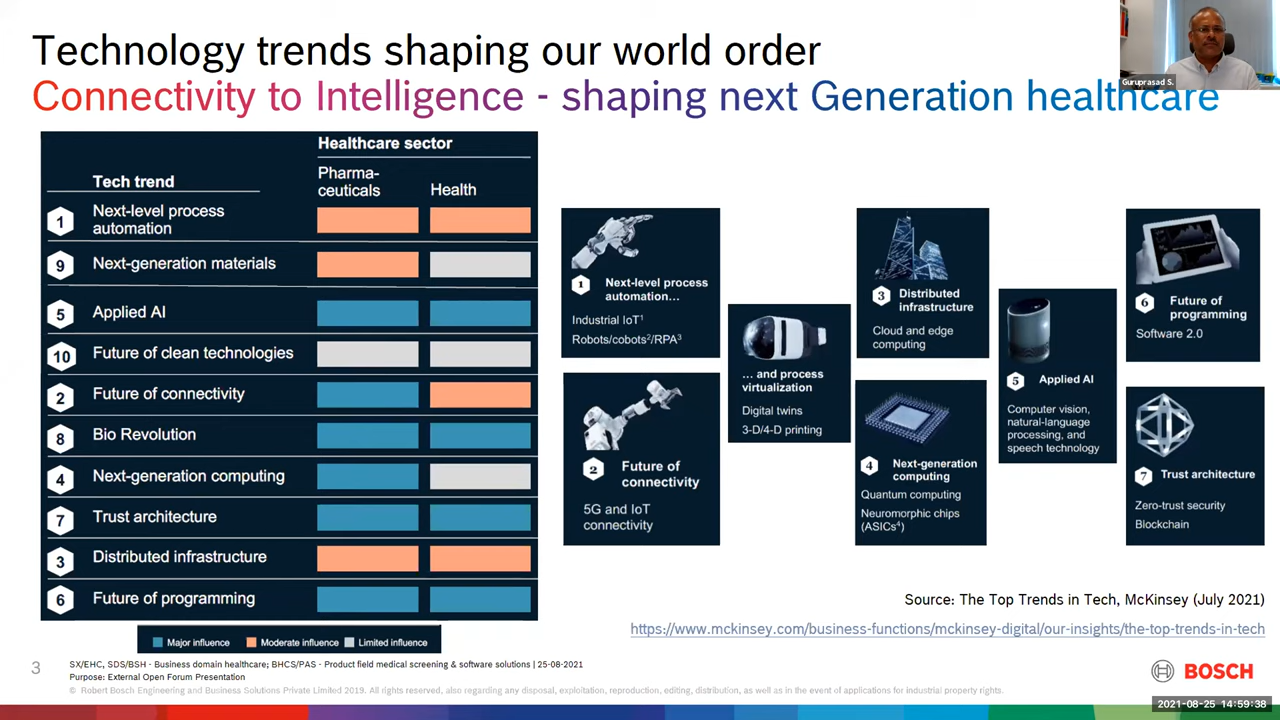 Technology trends shaping our world order
Connectivity to Intelligence - shaping next Generation healthcare
Guruprasad S.
Healthcare sector
Tech trend
Pharma-
ceuticals
Health
1
Next-level process
automation
9
Next-generation materials
5
Applied AI
10
Future of clean technologies
2
Future of connectivity
8
Bio Revolution
4
Next-generation computing
7
Trust architecture
3
Distributed infrastructure
6
Future of programming
Major influence
Moderate influence
Limited influence
1
Next-level process
automation…
Industrial IoT¹
Robots/cobots²/RPA³
2
Future of
connectivity
5G and IoT
connectivity
… and process
virtualization
Digital twins
3-D/4-D printing
3
Distributed
infrastructure
Cloud and edge
computing
4
Next-generation
computing
Quantum computing
Neuromorphic chips
(ASICs⁴)
5
Applied AI
Computer vision,
natural-language
processing, and
speech technology
6
Future of
programming
Software 2.0
7
Trust architecture
Zero-trust security
Blockchain
Source: The Top Trends in Tech, McKinsey (July 2021)
https://www.mckinsey.com/business-functions/mckinsey-digital/our-insights/the-top-trends-in-tech
3
SX/EHC, SDS/BSH - Business domain healthcare; BHCS/PAS - Product field medical screening & software solutions | 25-08-2021
Purpose: External Open Forum Presentation
© Robert Bosch Engineering and Business Solutions Private Limited 2019. All rights reserved, also regarding any disposal, exploitation, reproduction, editing, distribution, as well as in the event of applications for industrial property rights.
BOSCH
2021-08-25 14:59:38